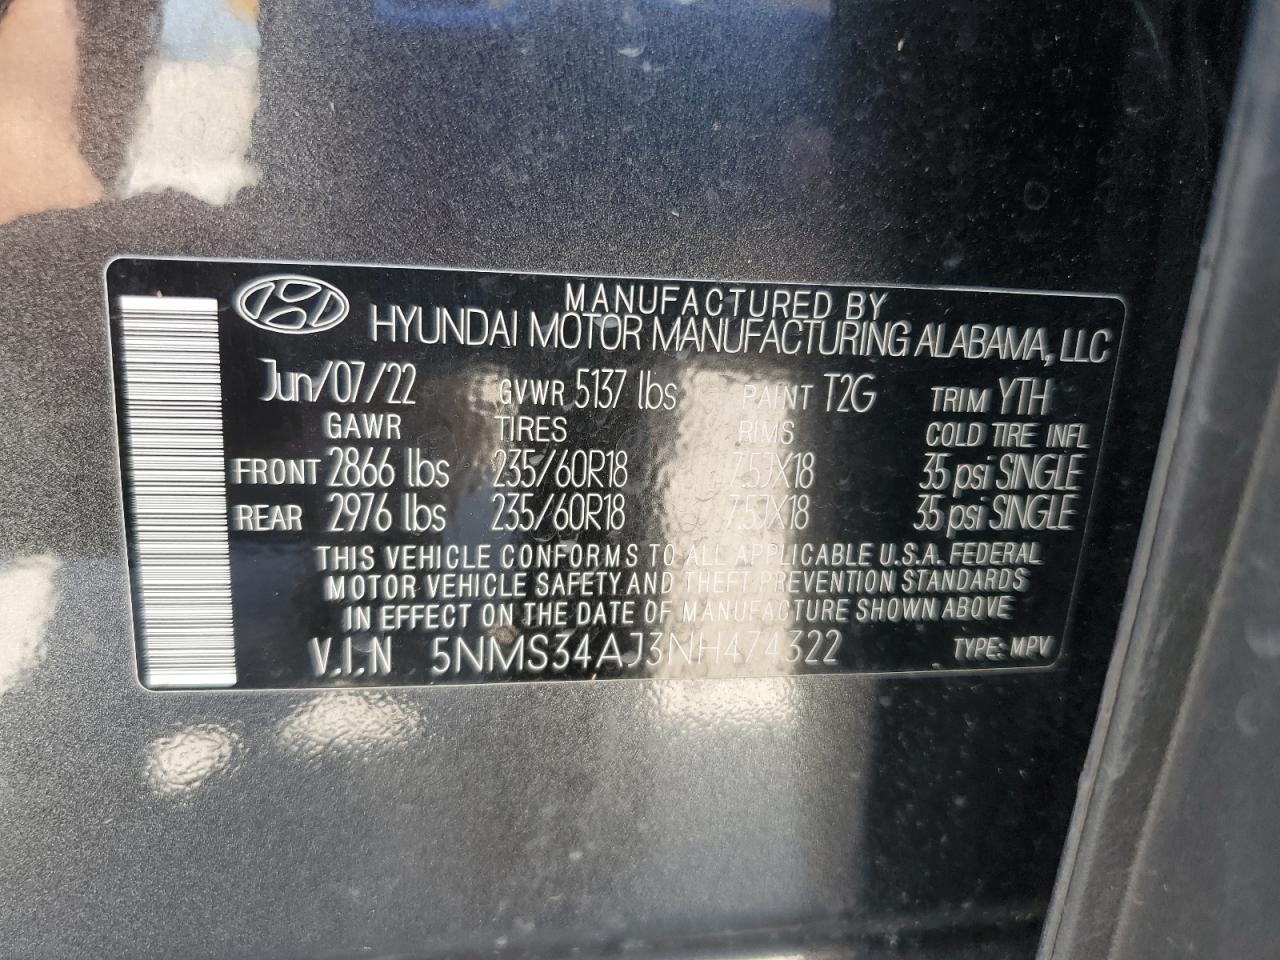 MANUFACTURED BY
HYUNDAI MOTOR MANUFACTURING ALABAMA, LLC
Jun/07/22 GVWR 5137 lbs PAINT T2G TRIM YTH
GAWR TIRES RIMS COLD TIRE INFL
FRONT 2866 lbs 235/60R18 7.5JX18 35 psi SINGLE
REAR 2976 lbs 235/60R18 7.5JX18 35 psi SINGLE
THIS VEHICLE CONFORMS TO ALL APPLICABLE U.S.A. FEDERAL
MOTOR VEHICLE SAFETY AND THEFT PREVENTION STANDARDS
IN EFFECT ON THE DATE OF MANUFACTURE SHOWN ABOVE
V.I.N 5NMS34AJ3NH474322 TYPE: MPV